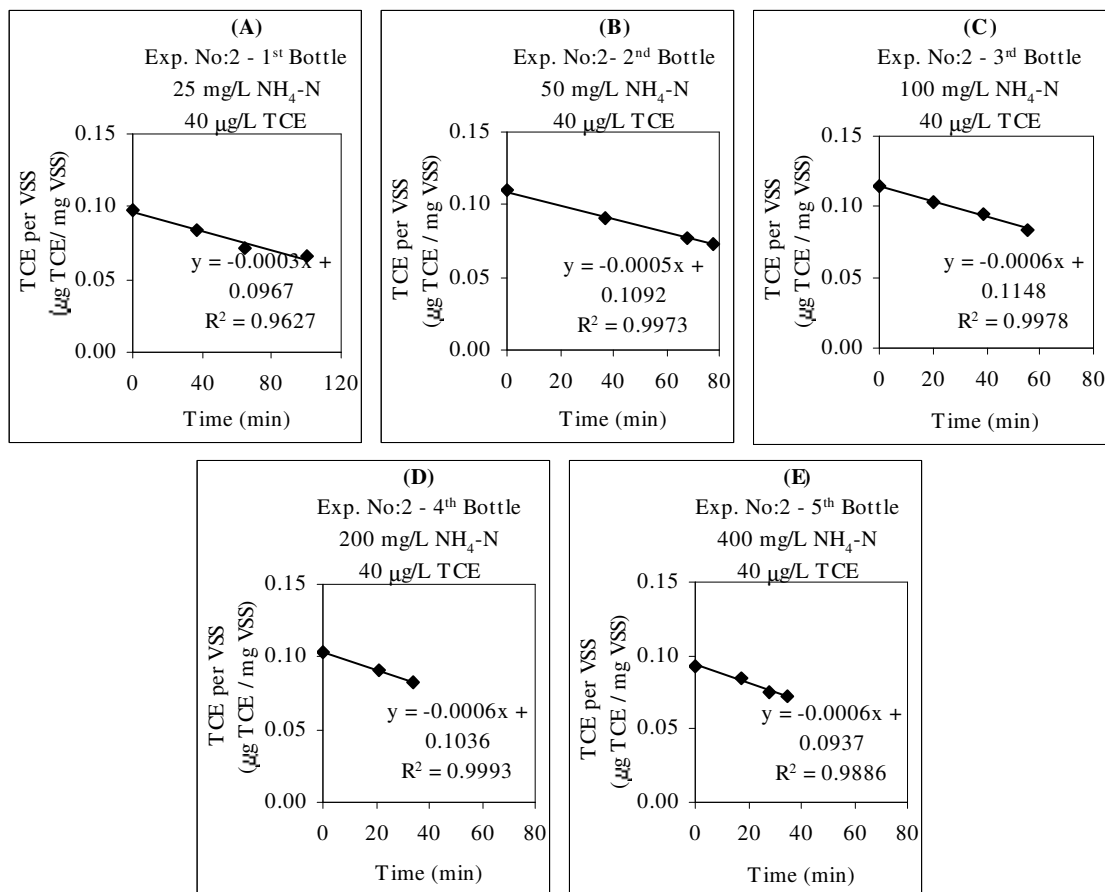 (A)
Exp. No:2 - 1st Bottle
25 mg/L NH4-N
40 µg/L TCE
TCE per VSS
(µg TCE/ mg VSS)
0.15
0.10
0.05
0.00
y = -0.0003x +
0.0967
R² = 0.9627
0 40 80 120
Time (min)
(B)
Exp. No:2- 2nd Bottle
50 mg/L NH4-N
40 µg/L TCE
TCE per VSS
(µg TCE / mg VSS)
0.15
0.10
0.05
0.00
y = -0.0005x +
0.1092
R² = 0.9973
0 20 40 60 80
Time (min)
(C)
Exp. No:2 - 3rd Bottle
100 mg/L NH4-N
40 µg/L TCE
TCE per VSS
(µg TCE / mg VSS)
0.15
0.10
0.05
0.00
y = -0.0006x +
0.1148
R² = 0.9978
0 20 40 60 80
Time (min)
(D)
Exp. No:2 - 4th Bottle
200 mg/L NH4-N
40 µg/L TCE
TCE per VSS
(µg TCE / mg VSS)
0.15
0.10
0.05
0.00
y = -0.0006x +
0.1036
R² = 0.9993
0 20 40 60 80
Time (min)
(E)
Exp. No:2 - 5th Bottle
400 mg/L NH4-N
40 µg/L TCE
TCE per VSS
(µg TCE / mg VSS)
0.15
0.10
0.05
0.00
y = -0.0006x +
0.0937
R² = 0.9886
0 20 40 60 80
Time (min)